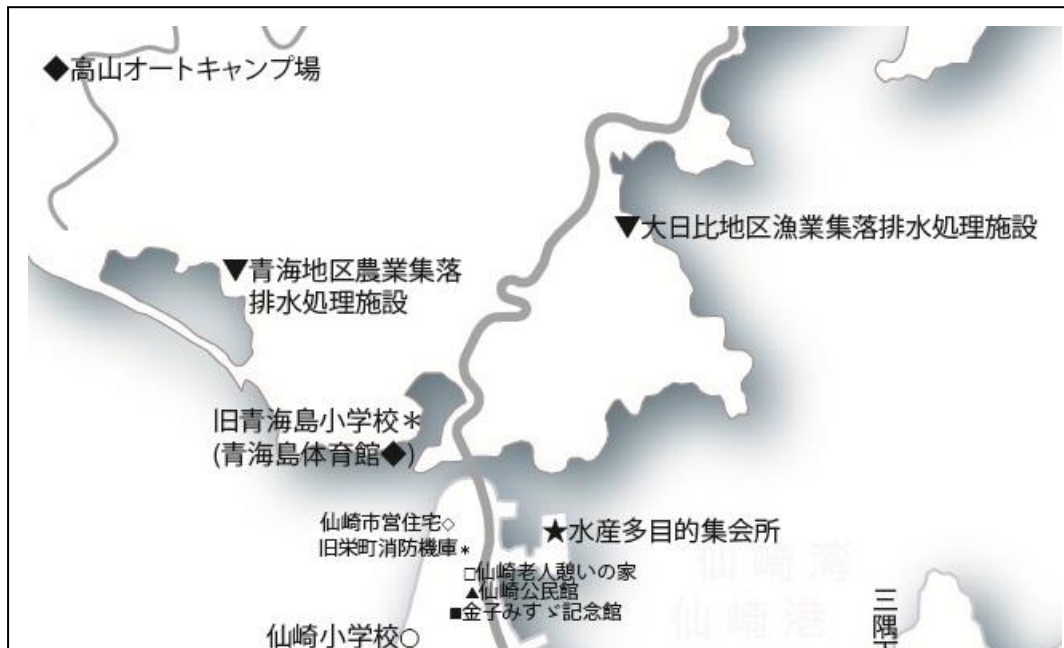 ◆高山オートキャンプ場
▼大日比地区漁業集落排水処理施設
▼青海地区農業集落
排水処理施設
旧青海島小学校＊
(青海島体育館◆)
仙崎市営住宅◇
★水産多目的集会所
旧栄町消防機庫＊
仙崎湾
□仙崎老人憩いの家
▲仙崎公民館
■金子みすゞ記念館
仙崎港
仙崎小学校○
三隅